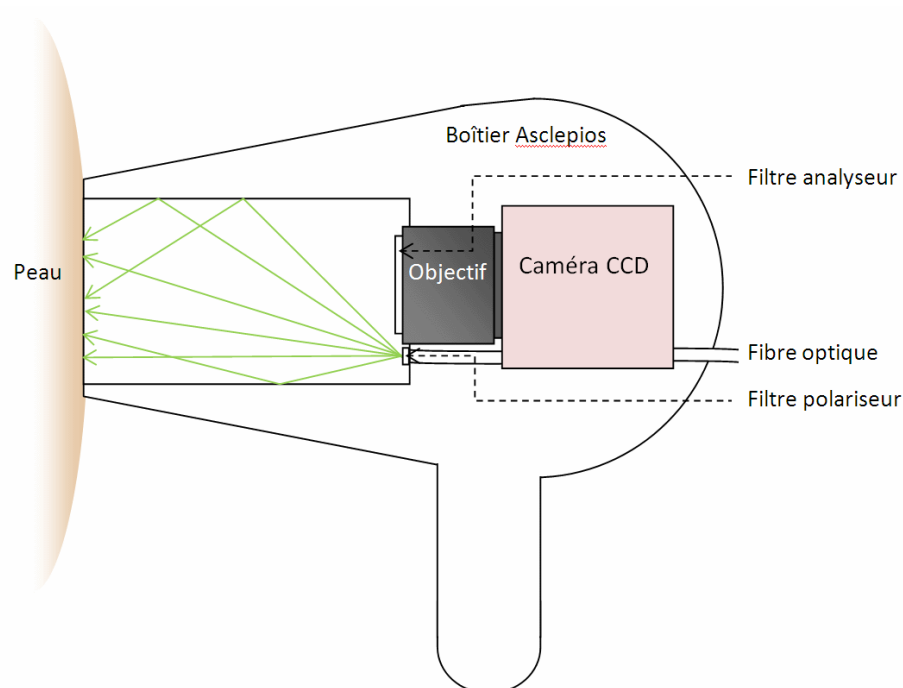 Boîtier Asclepios
Filtre analyseur
Peau
Objectif
Caméra CCD
Fibre optique
Filtre polariseur